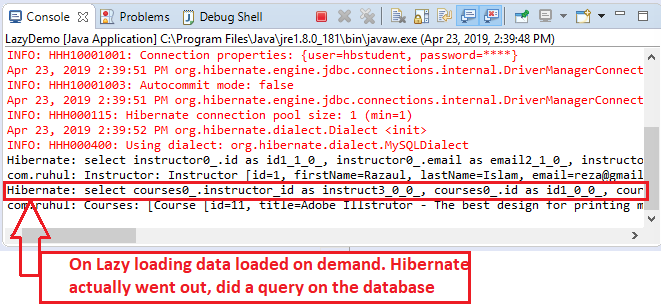 Console Problems Debug Shell
LazyDemo [Java Application] C:\Program Files\Java\jre1.8.0_181\bin\javaw.exe (Apr 23, 2019, 2:39:48 PM)
INFO: HHH10001001: Connection properties: {user=hbstudent, password=****}
Apr 23, 2019 2:39:51 PM org.hibernate.engine.jdbc.connections.internal.DriverManagerConnect
INFO: HHH10001003: Autocommit mode: false
Apr 23, 2019 2:39:51 PM org.hibernate.engine.jdbc.connections.internal.DriverManagerConnect
INFO: HHH000115: Hibernate connection pool size: 1 (min=1)
Apr 23, 2019 2:39:52 PM org.hibernate.dialect.Dialect <init>
INFO: HHH000400: Using dialect: org.hibernate.dialect.MySQLDialect
Hibernate: select instructor0_.id as id1_1_0_, instructor0_.email as email2_1_0_, instructo
com.ruhul: Instructor: Instructor [id=1, firstName=Razaul, lastName=Islam, email=reza@gmail
Hibernate: select courses0_.instructor_id as instruct3_0_0_, courses0_.id as id1_0_0_, cour
com.ruhul: Courses: [Course [id=11, title=Adobe Illstrutor - The best design for printing m
On Lazy loading data loaded on demand. Hibernate
actually went out, did a query on the database